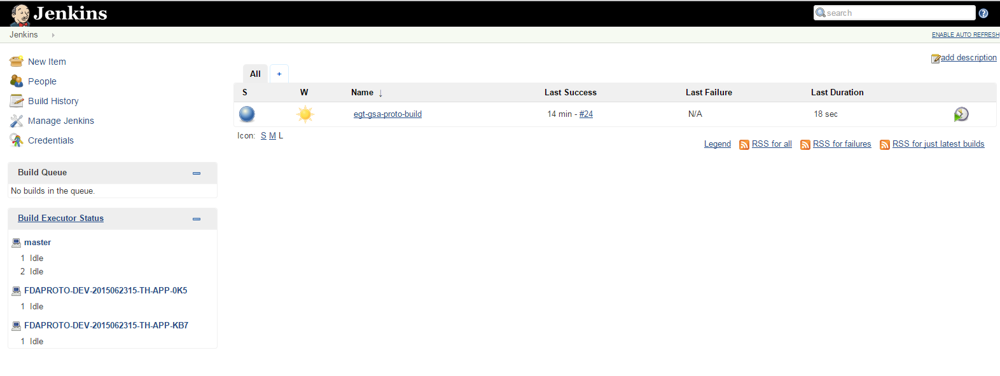 Jenkins
search
?
Jenkins
ENABLE AUTO REFRESH
New Item
People
Build History
Manage Jenkins
Credentials
add description
All +
S W Name ↓ Last Success Last Failure Last Duration
egt-gsa-proto-build 14 min - #24 N/A 18 sec
Icon: S M L
Legend RSS for all RSS for failures RSS for just latest builds
Build Queue
No builds in the queue.
Build Executor Status
master
1 Idle
2 Idle
FDAPROTO-DEV-2015062315-TH-APP-0K5
1 Idle
FDAPROTO-DEV-2015062315-TH-APP-KB7
1 Idle